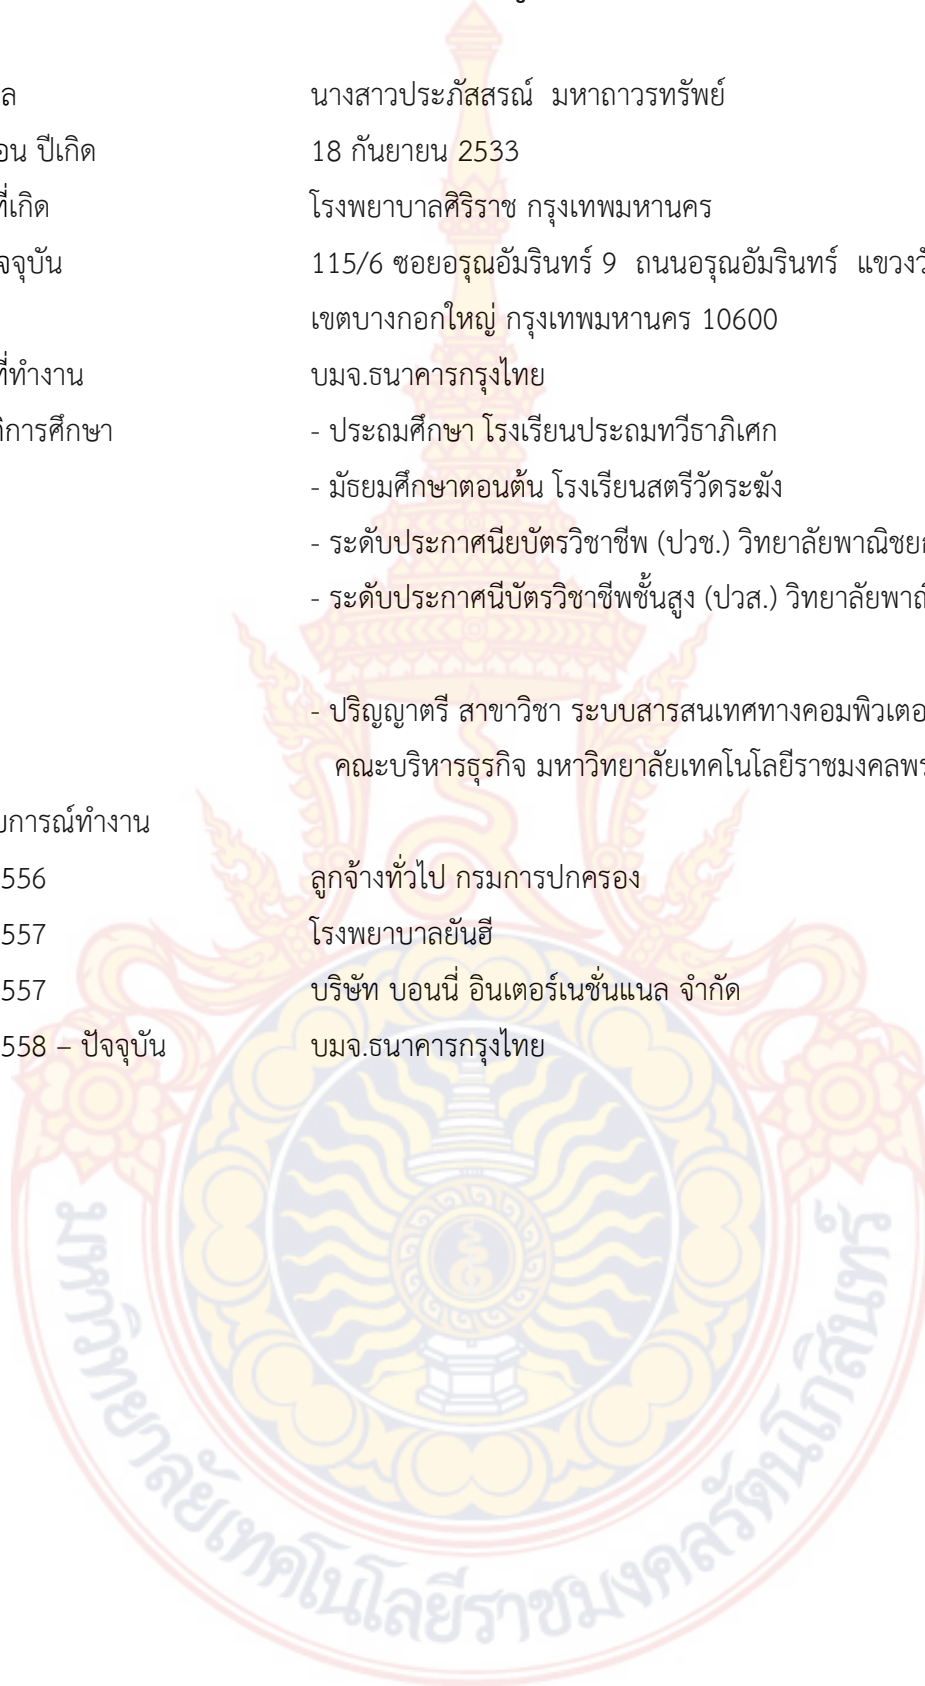 ล นางสาวประภัสสรณ์ มหาถาวรทรัพย์
อน ปีเกิด 18 กันยายน 2533
ที่เกิด โรงพยาบาลศิริราช กรุงเทพมหานคร
จจุบัน 115/6 ซอยอรุณอัมรินทร์ 9 ถนนอรุณอัมรินทร์ แขวงวั
เขตบางกอกใหญ่ กรุงเทพมหานคร 10600
ที่ทำงาน บมจ.ธนาคารกรุงไทย
ติการศึกษา - ประถมศึกษา โรงเรียนประถมทวีธาภิเศก
- มัธยมศึกษาตอนต้น โรงเรียนสตรีวัดระฆัง
- ระดับประกาศนียบัตรวิชาชีพ (ปวช.) วิทยาลัยพาณิชยก
- ระดับประกาศนีบัตรวิชาชีพชั้นสูง (ปวส.) วิทยาลัยพาณิ
- ปริญญาตรี สาขาวิชา ระบบสารสนเทศทางคอมพิวเตอ
คณะบริหารธุรกิจ มหาวิทยาลัยเทคโนโลยีราชมงคลพร
บการณ์ทำงาน
556 ลูกจ้างทั่วไป กรมการปกครอง
557 โรงพยาบาลยันฮี
557 บริษัท บอนนี่ อินเตอร์เนชั่นแนล จำกัด
558 – ปัจจุบัน บมจ.ธนาคารกรุงไทย
มหาวิทยาลัยเทคโนโลยีราชมงคลรัตนโกสินทร์